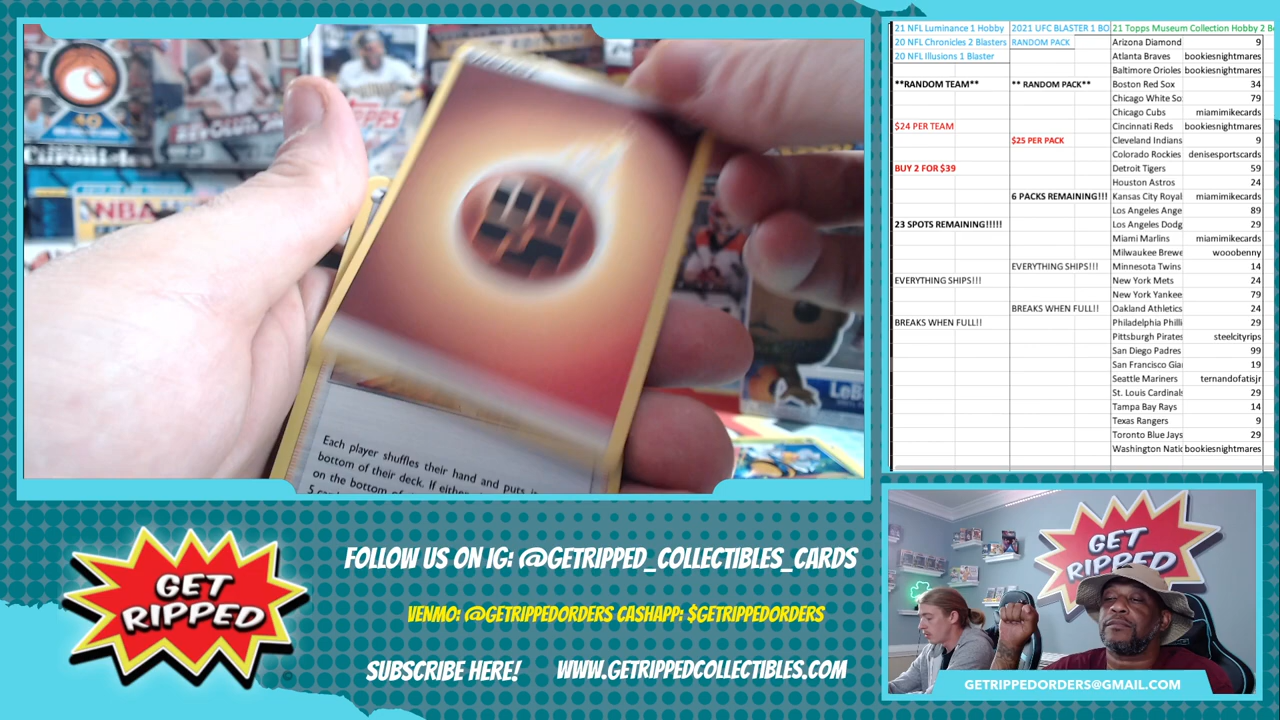 Chronicles
NBA
TOPPS
LeB
Each player shuffles their hand and puts
bottom of their deck. If either
on the bottom of
21 NFL Luminance 1 Hobby
20 NFL Chronicles 2 Blasters
20 NFL Illusions 1 Blaster
**RANDOM TEAM**
$24 PER TEAM
BUY 2 FOR $39
23 SPOTS REMAINING!!!!!
EVERYTHING SHIPS!!!
BREAKS WHEN FULL!!
2021 UFC BLASTER 1 BO
RANDOM PACK
** RANDOM PACK**
$25 PER PACK
6 PACKS REMAINING!!!
EVERYTHING SHIPS!!!
BREAKS WHEN FULL!!
21 Topps Museum Collection Hobby 2 B
Arizona Diamond 9
Atlanta Braves bookiesnightmares
Baltimore Orioles bookiesnightmares
Boston Red Sox 34
Chicago White So 79
Chicago Cubs miamimikecards
Cincinnati Reds bookiesnightmares
Cleveland Indians 9
Colorado Rockies denisesportscards
Detroit Tigers 59
Houston Astros 24
Kansas City Royal miamimikecards
Los Angeles Ange 89
Los Angeles Dodg 29
Miami Marlins miamimikecards
Milwaukee Brewe wooobenny
Minnesota Twins 14
New York Mets 24
New York Yankee 79
Oakland Athletics 24
Philadelphia Philli 29
Pittsburgh Pirates steelcityrips
San Diego Padres 99
San Francisco Gia 19
Seattle Mariners ternandofatisjr
St. Louis Cardinals 29
Tampa Bay Rays 14
Texas Rangers 9
Toronto Blue Jays 29
Washington Natic bookiesnightmares
GET
RIPPED
FOLLOW US ON IG: @GETRIPPED_COLLECTIBLES_CARDS
VENMO: @GETRIPPEDORDERS CASHAPP: $GETRIPPEDORDERS
SUBSCRIBE HERE! WWW.GETRIPPEDCOLLECTIBLES.COM
GET
RIPPED
GETRIPPEDORDERS@GMAIL.COM